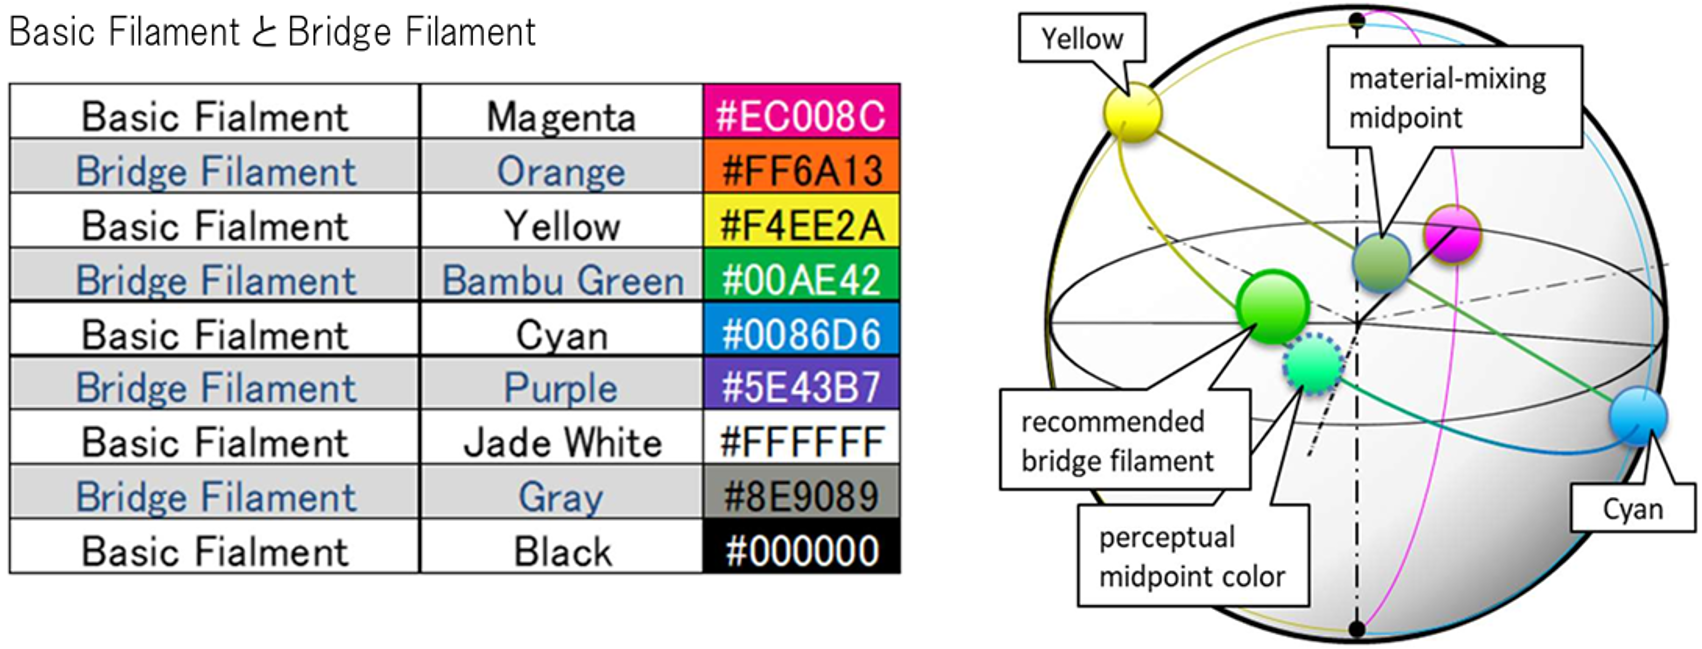 Basic Filament と Bridge Filament
Basic Fialment Magenta #EC008C
Bridge Filament Orange #FF6A13
Basic Fialment Yellow #F4EE2A
Bridge Filament Bambu Green #00AE42
Basic Fialment Cyan #0086D6
Bridge Filament Purple #5E43B7
Basic Fialment Jade White #FFFFFF
Bridge Filament Gray #8E9089
Basic Fialment Black #000000
Yellow
material-mixing
midpoint
recommended
bridge filament
perceptual
midpoint color
Cyan